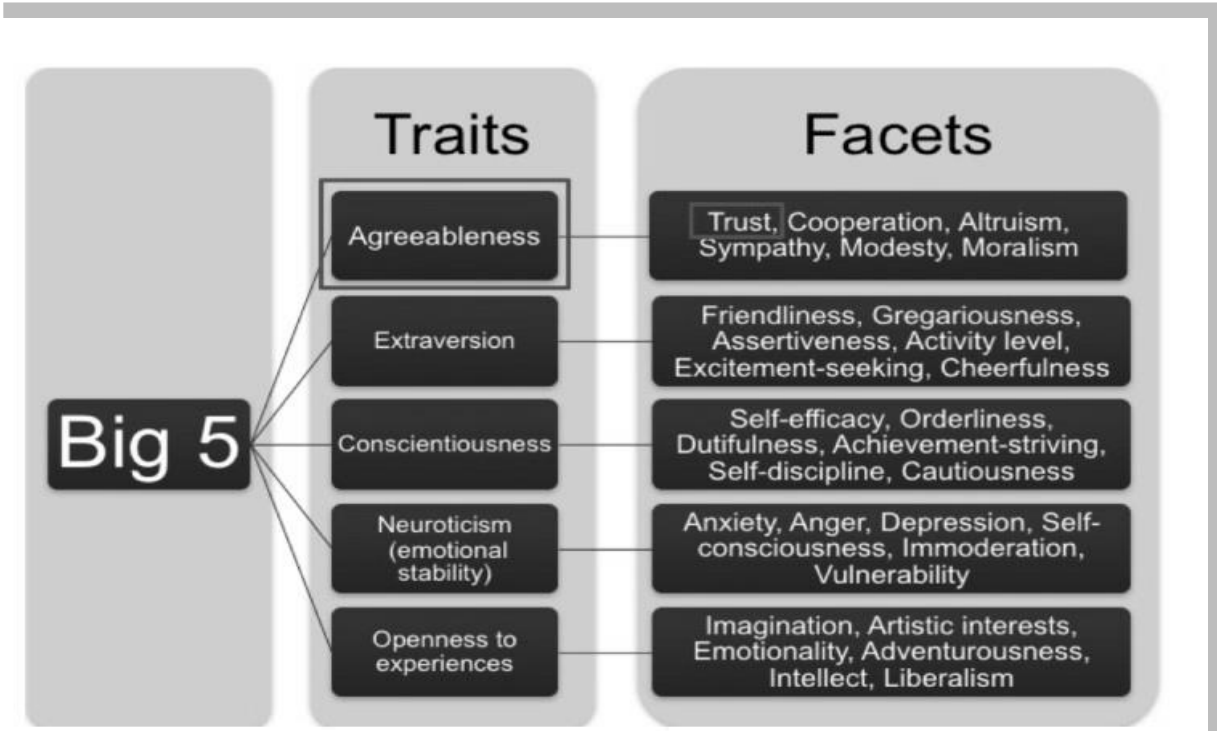 Traits
Facets
Big 5
Agreeableness
Trust, Cooperation, Altruism,
Sympathy, Modesty, Moralism
Extraversion
Friendliness, Gregariousness,
Assertiveness, Activity level,
Excitement-seeking, Cheerfulness
Conscientiousness
Self-efficacy, Orderliness,
Dutifulness, Achievement-striving,
Self-discipline, Cautiousness
Neuroticism
(emotional
stability)
Anxiety, Anger, Depression, Self-
consciousness, Immoderation,
Vulnerability
Openness to
experiences
Imagination, Artistic interests,
Emotionality, Adventurousness,
Intellect, Liberalism